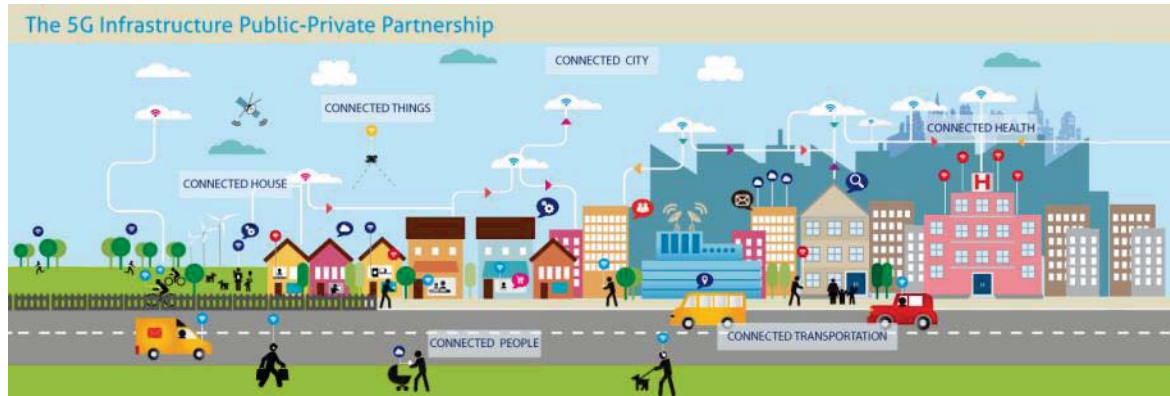 The 5G Infrastructure Public-Private Partnership
CONNECTED CITY
CONNECTED THINGS
CONNECTED HEALTH
CONNECTED HOUSE
H
CONNECTED TRANSPORTATION
CONNECTED PEOPLE